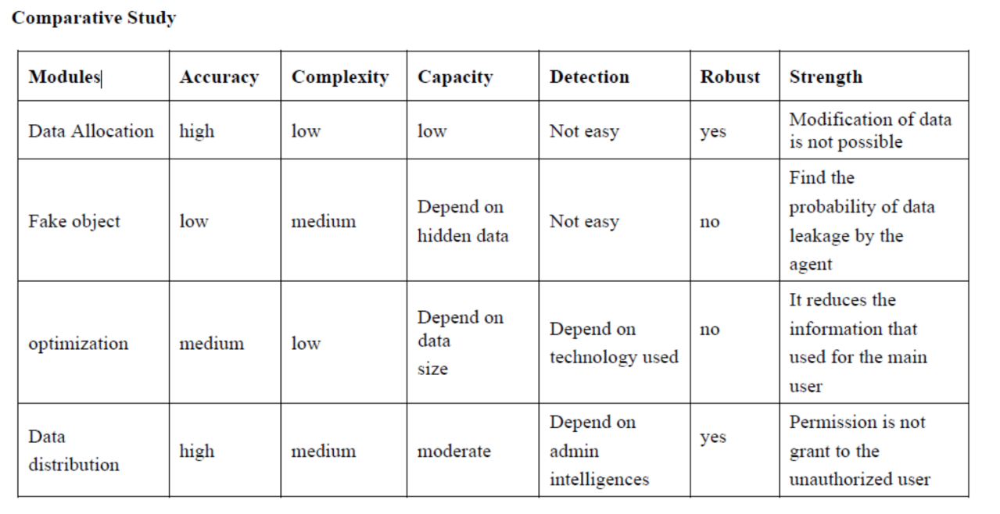 Comparative Study
Modules Accuracy Complexity Capacity Detection Robust Strength
Data Allocation high low low Not easy yes Modification of data
is not possible
Fake object low medium Depend on
hidden data Not easy no Find the
probability of data
leakage by the
agent
optimization medium low Depend on
data
size Depend on
technology used no It reduces the
information that
used for the main
user
Data
distribution high medium moderate Depend on
admin
intelligences yes Permission is not
grant to the
unauthorized user